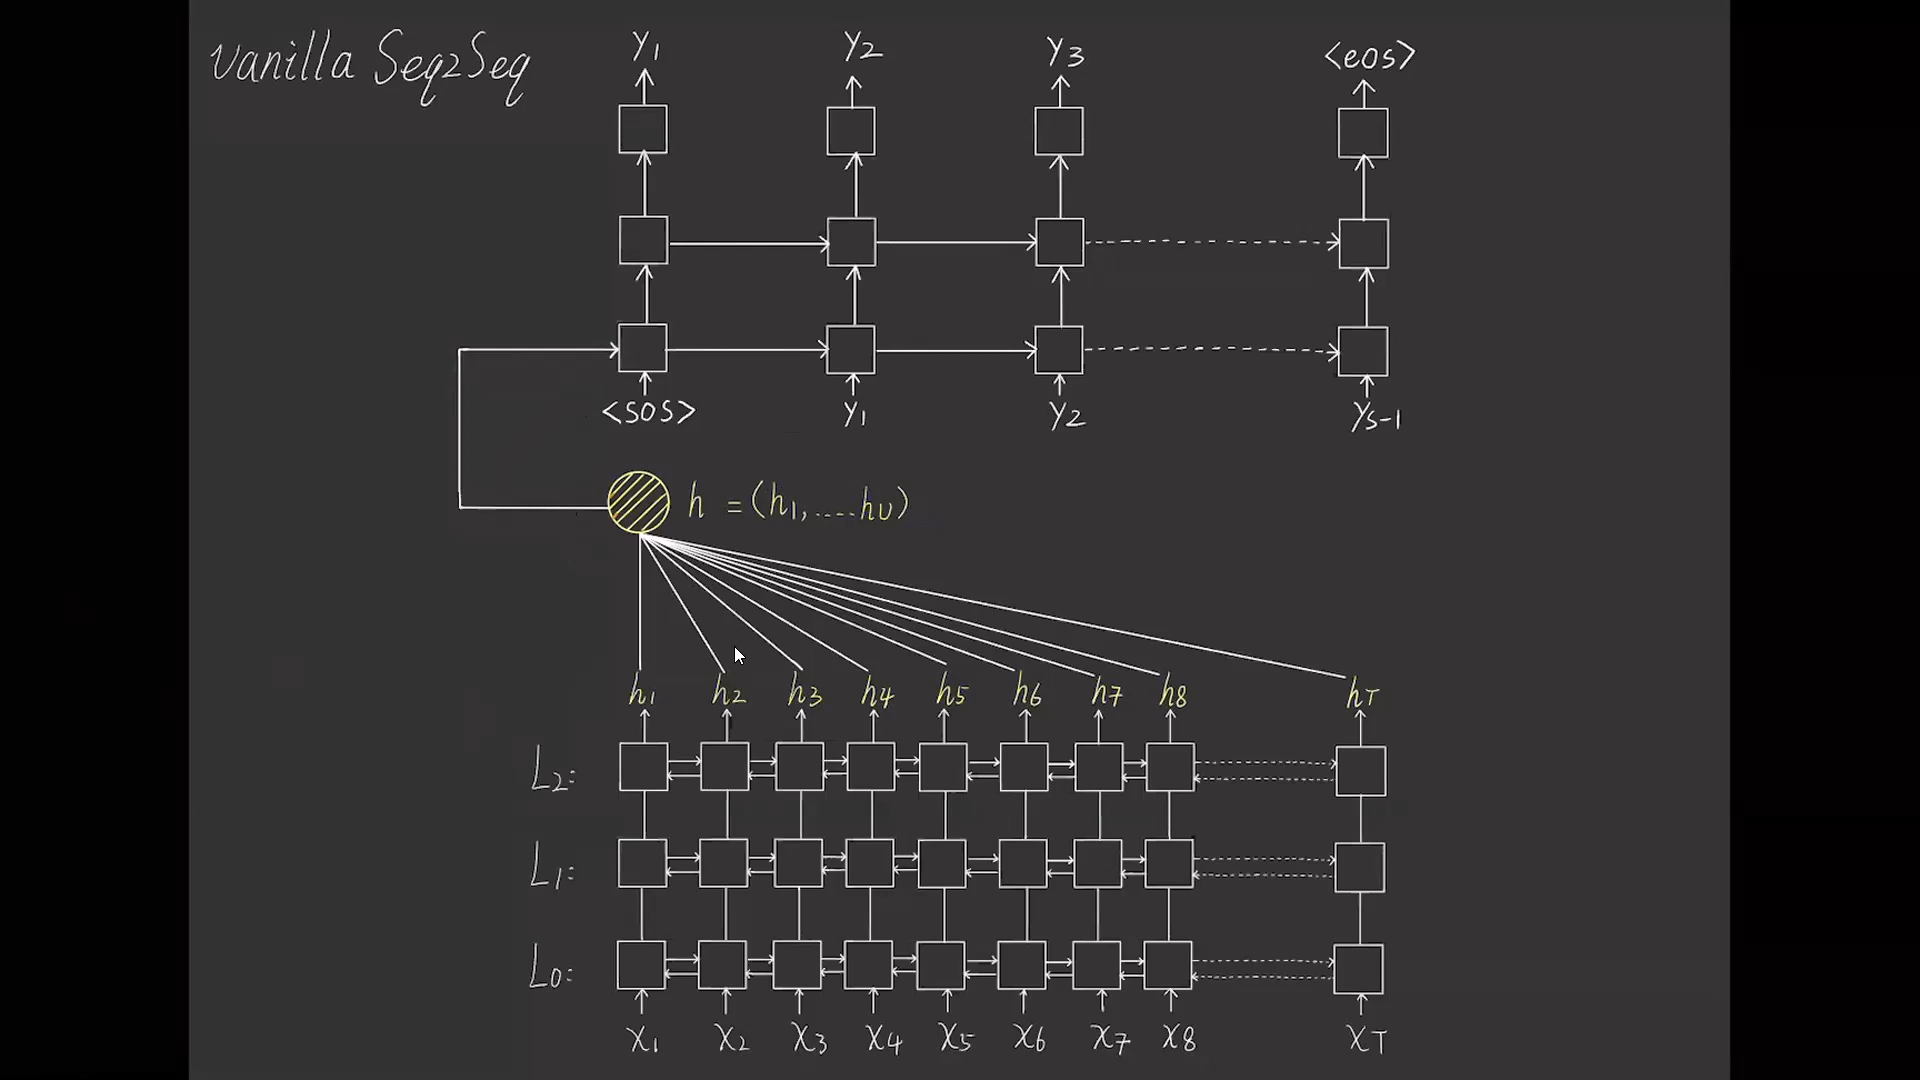 Vanilla Seq2Seq
y1 y2 y3 <eos>
<sos> y1 y2 ys-1
h = (h1,....hU)
h1 h2 h3 h4 h5 h6 h7 h8 hT
L2:
L1:
L0:
x1 x2 x3 x4 x5 x6 x7 x8 xT